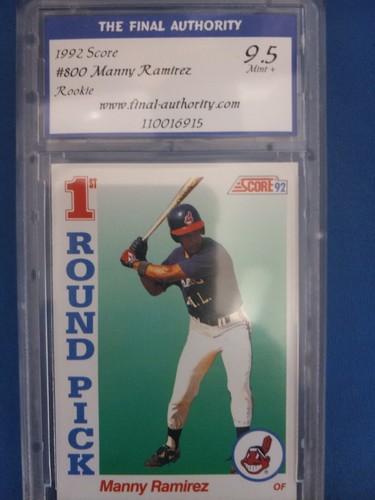 THE FINAL AUTHORITY
1992 Score
9.5
#800 Manny Ramirez
Mint +
Rookie
www.final-authority.com
110016915
1ST
ROUND PICK
SCORE 92
A.L.
Manny Ramirez
OF